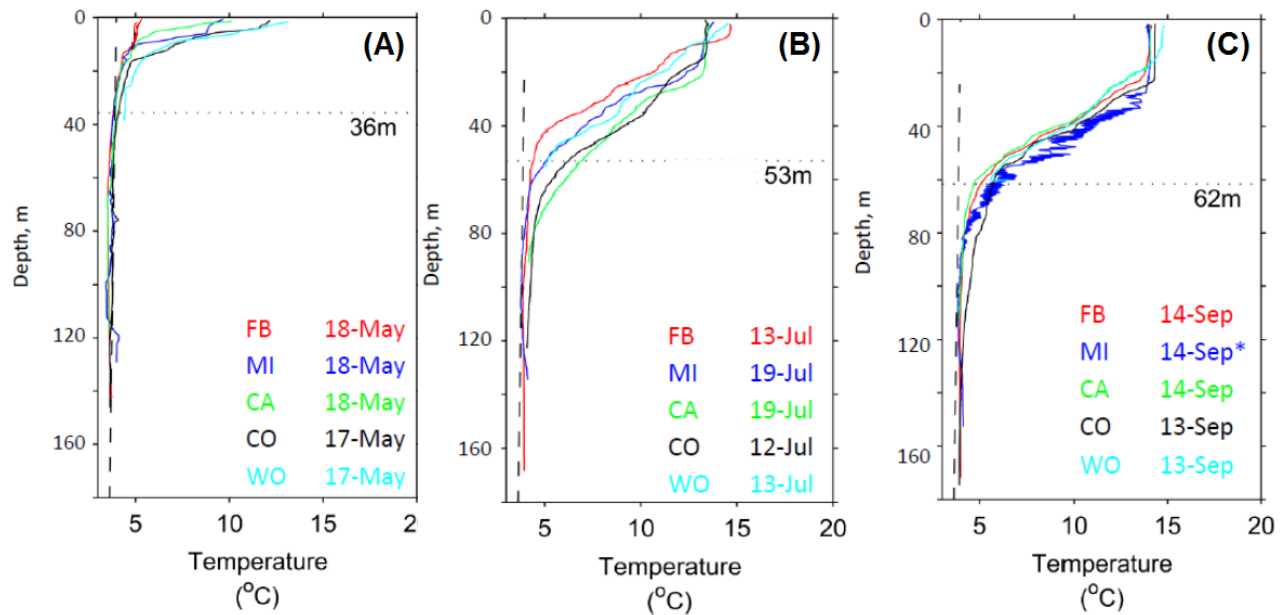 (A)
0
40
80
120
160
Depth, m
36m
FB 18-May
MI 18-May
CA 18-May
CO 17-May
WO 17-May
5 10 15 2
Temperature
(°C)
(B)
0
40
80
120
160
Depth, m
53m
FB 13-Jul
MI 19-Jul
CA 19-Jul
CO 12-Jul
WO 13-Jul
5 10 15 20
Temperature
(°C)
(C)
0
40
80
120
160
Depth, m
62m
FB 14-Sep
MI 14-Sep*
CA 14-Sep
CO 13-Sep
WO 13-Sep
5 10 15 20
Temperature
(°C)